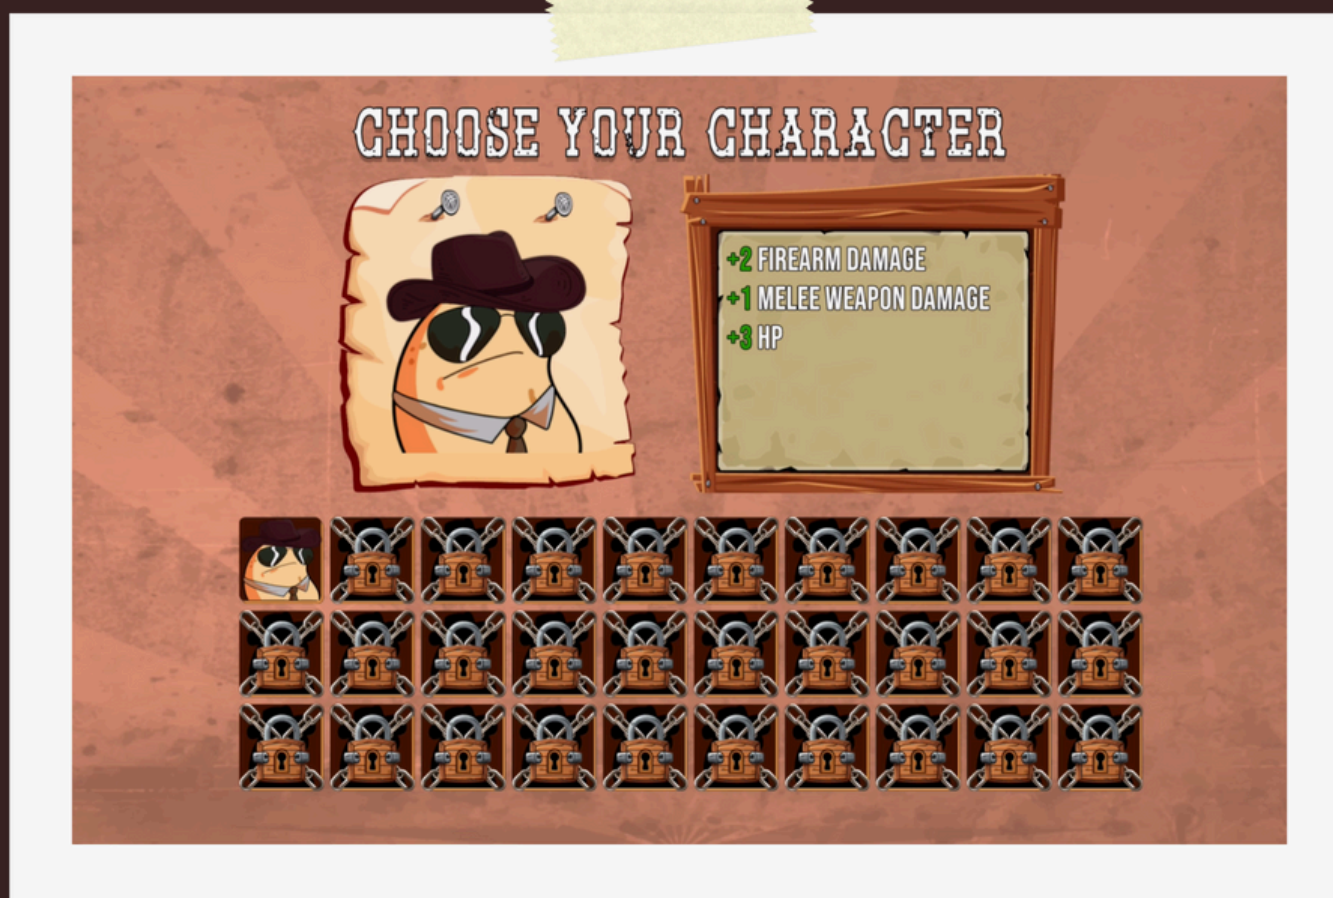 CHOOSE YOUR CHARACTER
+2 FIREARM DAMAGE
+1 MELEE WEAPON DAMAGE
+3 HP